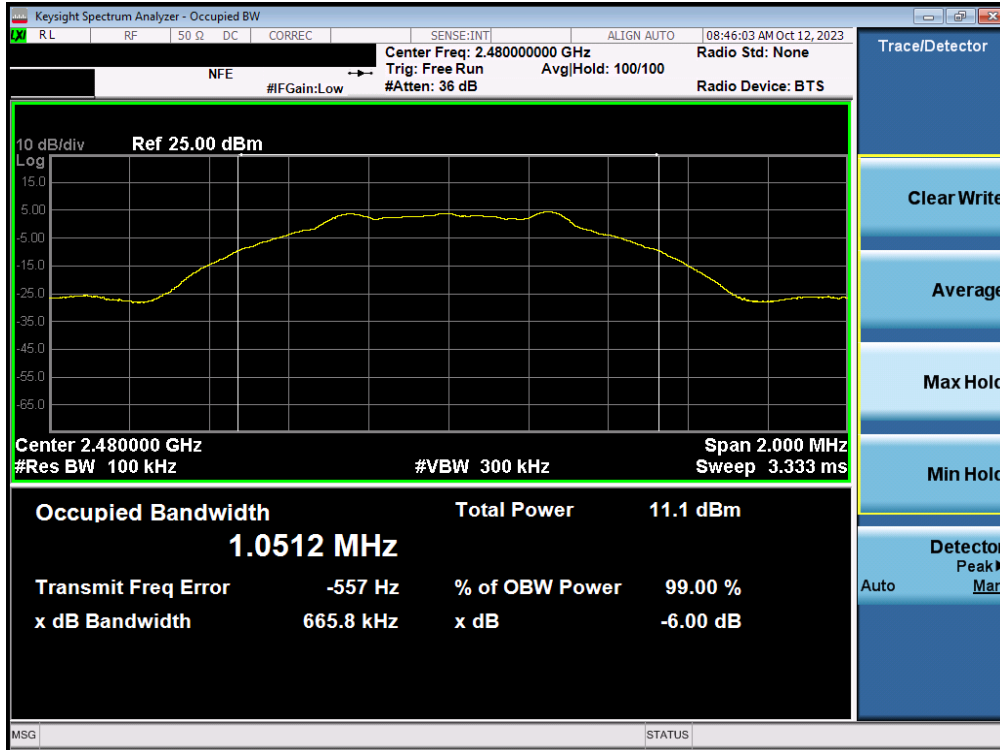 Keysight Spectrum Analyzer - Occupied BW
LXI RL RF 50 Ω DC CORREC SENSE:INT ALIGN AUTO 08:46:03 AM Oct 12, 2023
Center Freq: 2.480000000 GHz Radio Std: None
NFE Trig: Free Run Avg|Hold: 100/100
#IFGain:Low #Atten: 36 dB Radio Device: BTS
Trace/Detector
10 dB/div Ref 25.00 dBm
Log
15.0
5.00
-5.00
-15.0
-25.0
-35.0
-45.0
-55.0
-65.0
Center 2.480000 GHz Span 2.000 MHz
#Res BW 100 kHz #VBW 300 kHz Sweep 3.333 ms
Occupied Bandwidth Total Power 11.1 dBm
1.0512 MHz
Transmit Freq Error -557 Hz % of OBW Power 99.00 %
x dB Bandwidth 665.8 kHz x dB -6.00 dB
Clear Write
Average
Max Hold
Min Hold
Detector
Peak
Auto Man
MSG STATUS